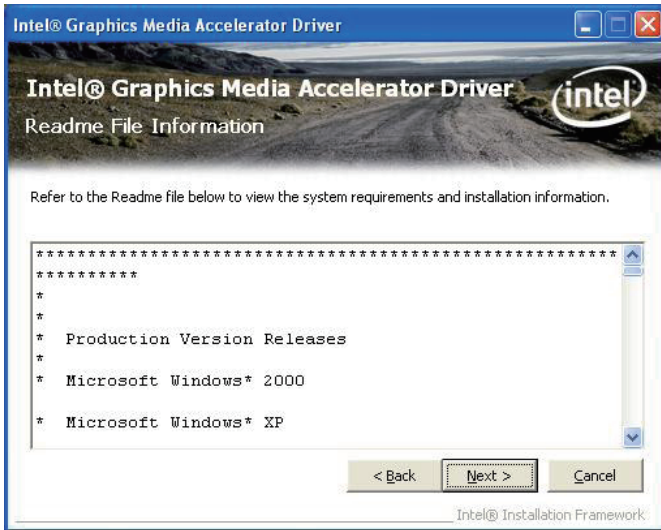 Intel® Graphics Media Accelerator Driver
Intel® Graphics Media Accelerator Driver
intel
Readme File Information
Refer to the Readme file below to view the system requirements and installation information.
********************************************************
**********
*
*
* Production Version Releases
*
* Microsoft Windows* 2000
* Microsoft Windows* XP
< Back
Next >
Cancel
Intel® Installation Framework